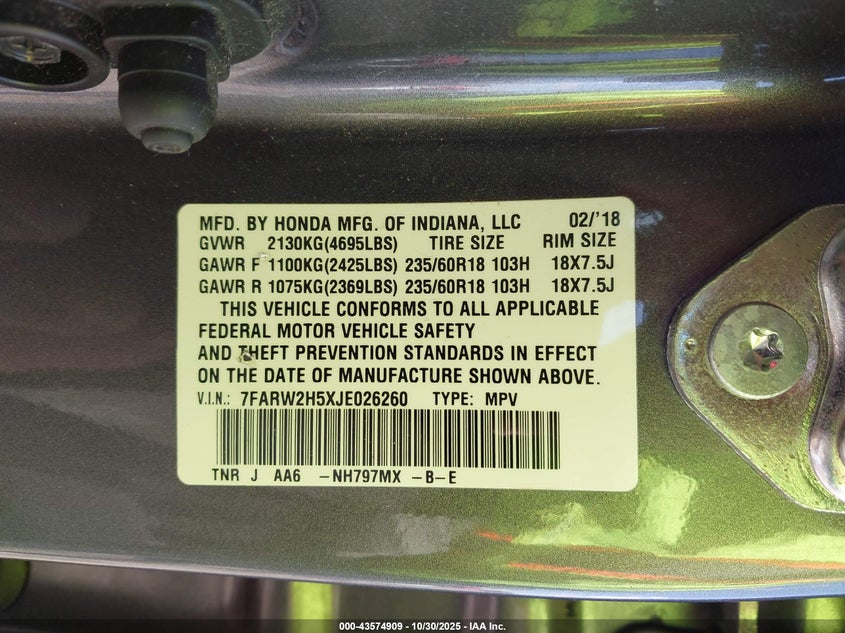 MFD. BY HONDA MFG. OF INDIANA, LLC 02/'18
GVWR 2130KG(4695LBS) TIRE SIZE RIM SIZE
GAWR F 1100KG(2425LBS) 235/60R18 103H 18X7.5J
GAWR R 1075KG(2369LBS) 235/60R18 103H 18X7.5J
THIS VEHICLE CONFORMS TO ALL APPLICABLE
FEDERAL MOTOR VEHICLE SAFETY
AND THEFT PREVENTION STANDARDS IN EFFECT
ON THE DATE OF MANUFACTURE SHOWN ABOVE.
V.I.N.: 7FARW2H5XJE026260 TYPE: MPV
TNR J AA6 -NH797MX -B-E
000-43574909 - 10/30/2025 - IAA Inc.